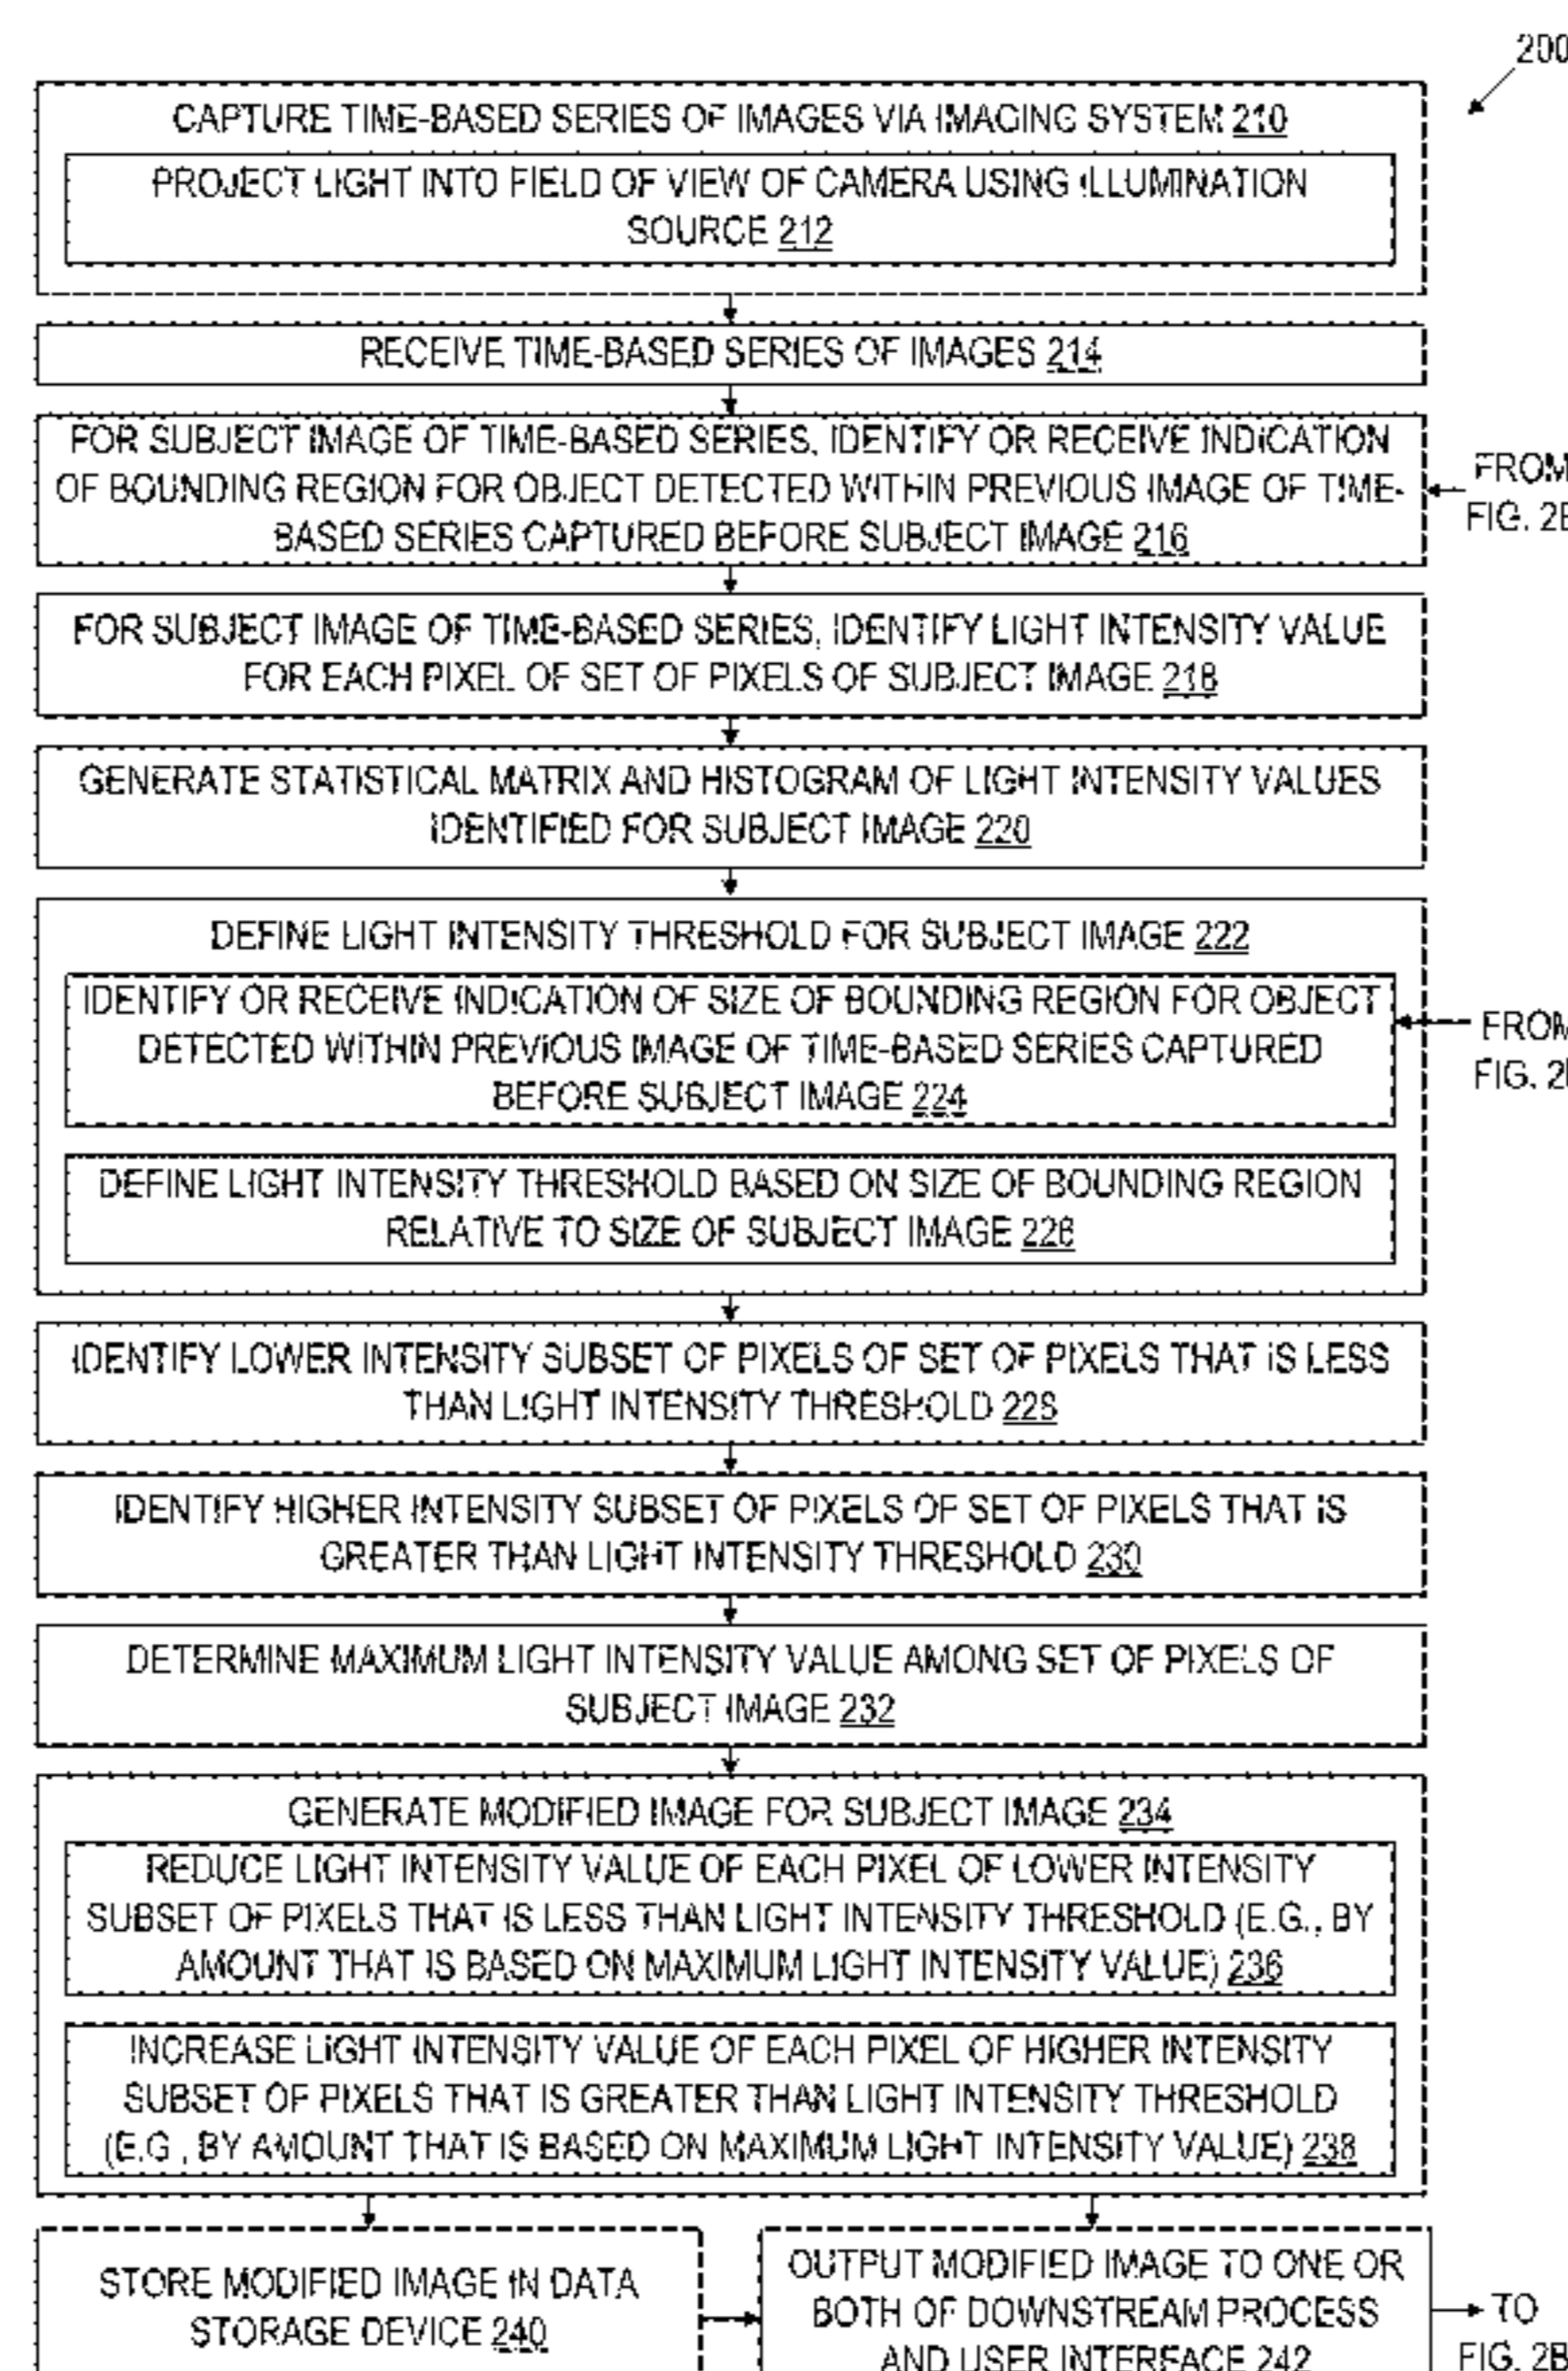 200
CAPTURE TIME-BASED SERIES OF IMAGES VIA IMAGING SYSTEM 210
PROJECT LIGHT INTO FIELD OF VIEW OF CAMERA USING ILLUMINATION
SOURCE 212
RECEIVE TIME-BASED SERIES OF IMAGES 214
FOR SUBJECT IMAGE OF TIME-BASED SERIES, IDENTIFY OR RECEIVE INDICATION
OF BOUNDING REGION FOR OBJECT DETECTED WITHIN PREVIOUS IMAGE OF TIME-
BASED SERIES CAPTURED BEFORE SUBJECT IMAGE 216
FROM
FIG.
FOR SUBJECT IMAGE OF TIME-BASED SERIES, IDENTIFY LIGHT INTENSITY VALUE
FOR EACH PIXEL OF SET OF PIXELS OF SUBJECT IMAGE 218
GENERATE STATISTICAL MATRIX AND HISTOGRAM OF LIGHT INTENSITY VALUES
IDENTIFIED FOR SUBJECT IMAGE 220
DEFINE LIGHT INTENSITY THRESHOLD FOR SUBJECT IMAGE 222
IDENTIFY OR RECEIVE INDICATION OF SIZE OF BOUNDING REGION FOR OBJECT
DETECTED WITHIN PREVIOUS IMAGE OF TIME-BASED SERIES CAPTURED
BEFORE SUBJECT IMAGE 224
FROM
FIG.
DEFINE LIGHT INTENSITY THRESHOLD BASED ON SIZE OF BOUNDING REGION
RELATIVE TO SIZE OF SUBJECT IMAGE 226
IDENTIFY LOWER INTENSITY SUBSET OF PIXELS OF SET OF PIXELS THAT IS LESS
THAN LIGHT INTENSITY THRESHOLD 228
IDENTIFY HIGHER INTENSITY SUBSET OF PIXELS OF SET OF PIXELS THAT IS
GREATER THAN LIGHT INTENSITY THRESHOLD 230
DETERMINE MAXIMUM LIGHT INTENSITY VALUE AMONG SET OF PIXELS OF
SUBJECT IMAGE 232
GENERATE MODIFIED IMAGE FOR SUBJECT IMAGE 234
REDUCE LIGHT INTENSITY VALUE OF EACH PIXEL OF LOWER INTENSITY
SUBSET OF PIXELS THAT IS LESS THAN LIGHT INTENSITY THRESHOLD (E.G., BY
AMOUNT THAT IS BASED ON MAXIMUM LIGHT INTENSITY VALUE) 236
INCREASE LIGHT INTENSITY VALUE OF EACH PIXEL OF HIGHER INTENSITY
SUBSET OF PIXELS THAT IS GREATER THAN LIGHT INTENSITY THRESHOLD
(E.G., BY AMOUNT THAT IS BASED ON MAXIMUM LIGHT INTENSITY VALUE) 238
STORE MODIFIED IMAGE IN DATA
STORAGE DEVICE 240
OUTPUT MODIFIED IMAGE TO ONE OR
BOTH OF DOWNSTREAM PROCESS
AND USER INTERFACE 242
TO
FIG. 2B